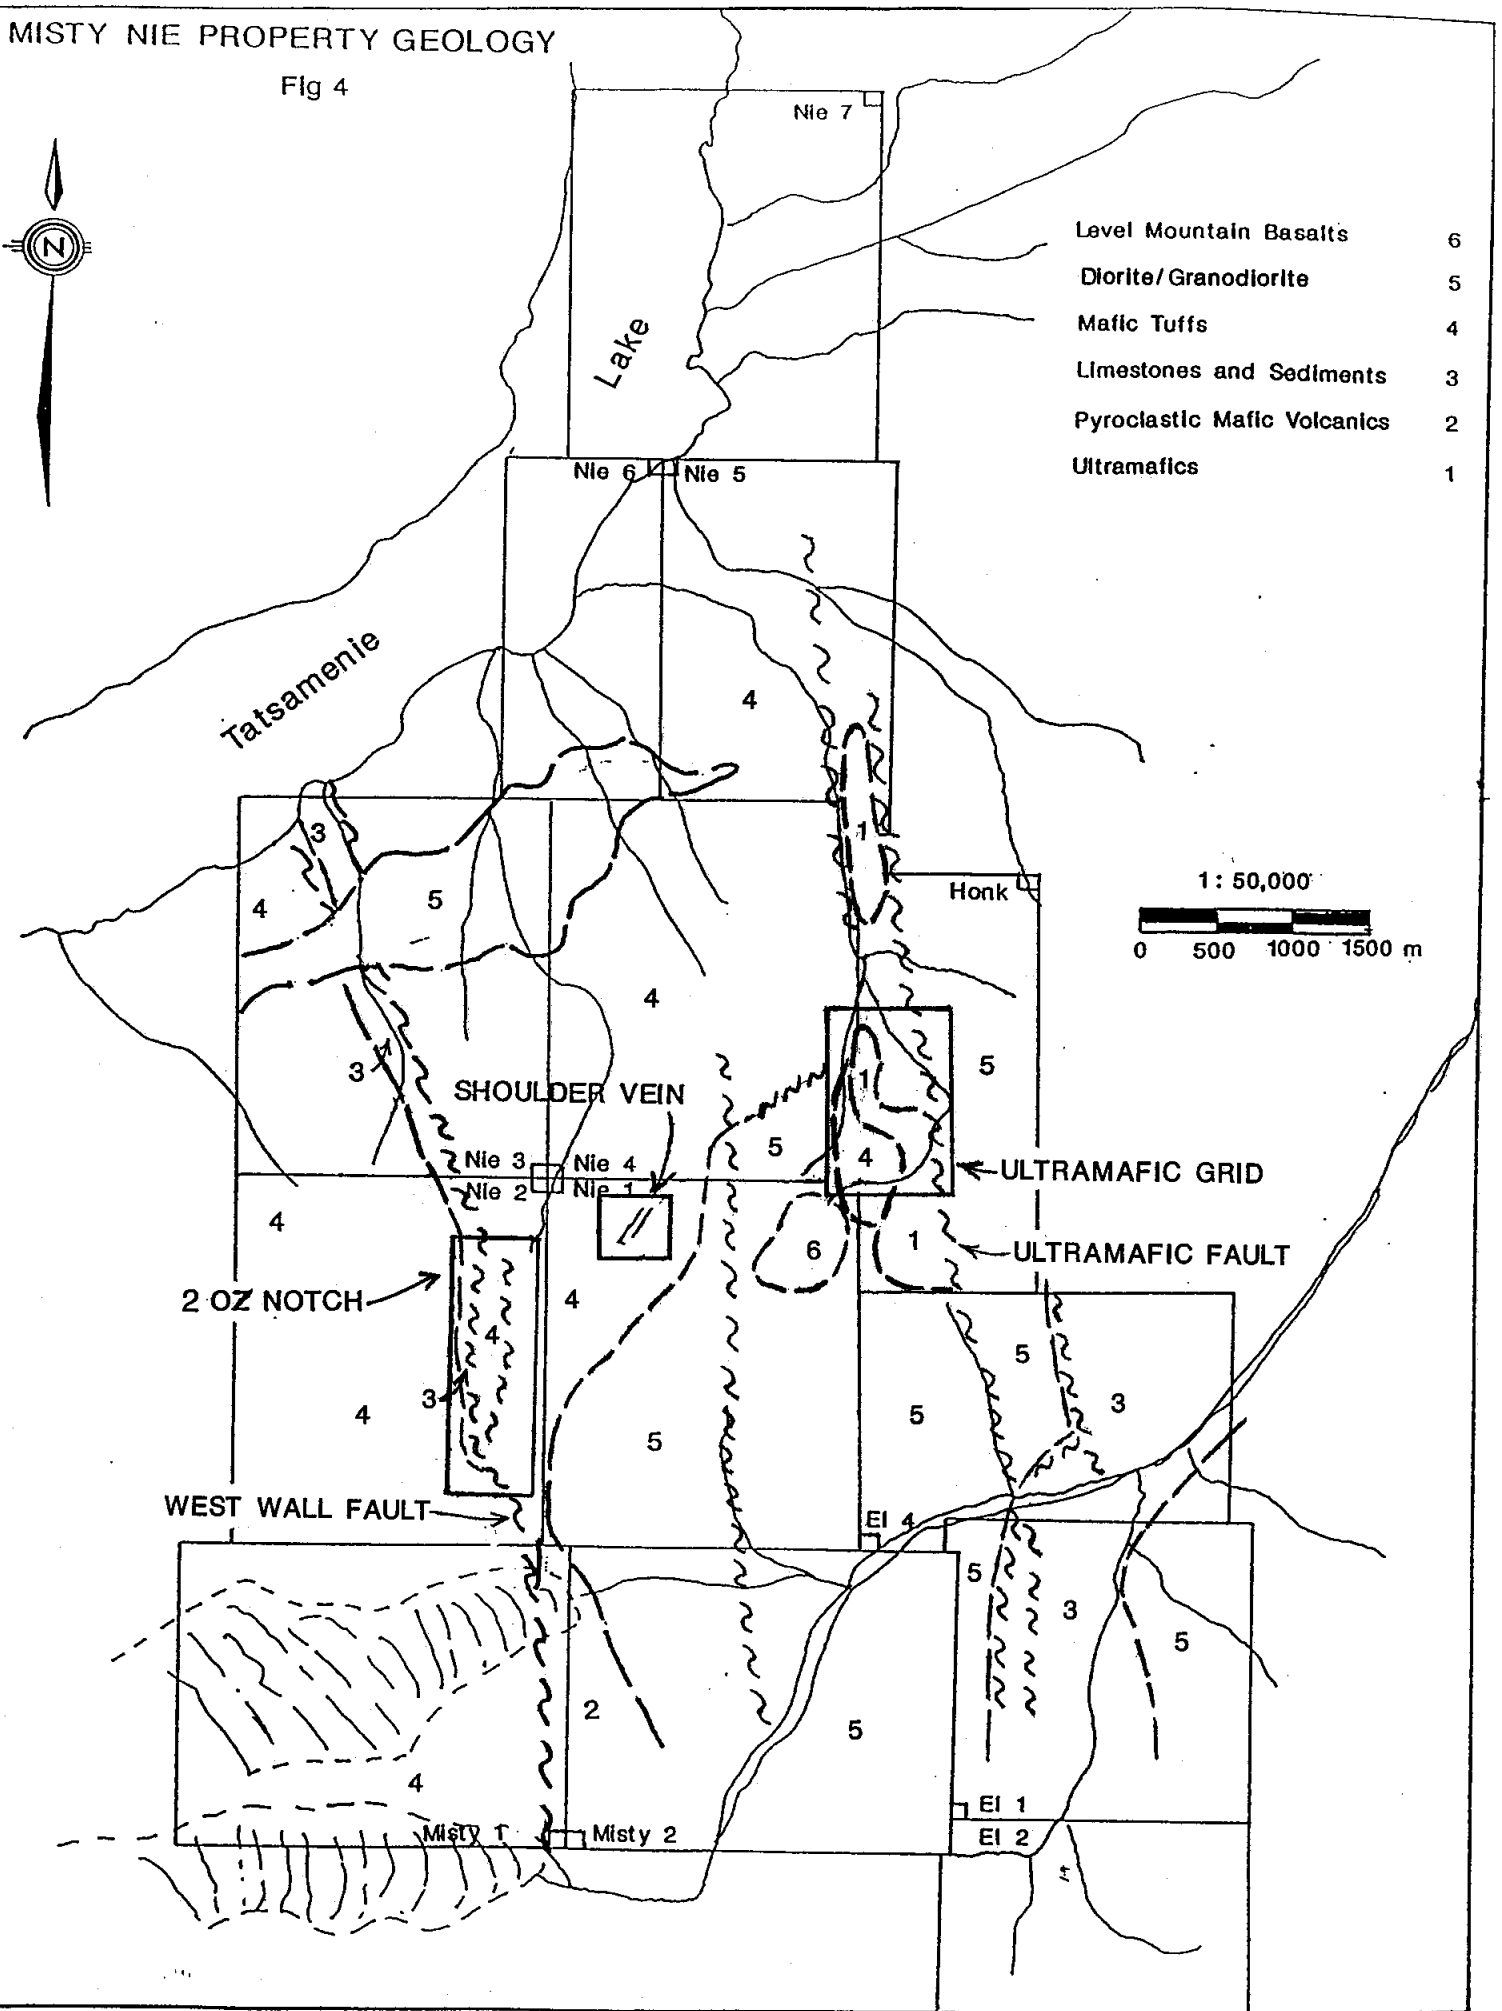 MISTY NIE PROPERTY GEOLOGY
Fig 4
N
Nie 7
Level Mountain Basalts 6
Diorite/Granodiorite 5
Mafic Tuffs 4
Limestones and Sediments 3
Pyroclastic Mafic Volcanics 2
Ultramafics 1
Lake
Nie 6
Nie 5
Tatsamenie
4
3
1
4
5
Honk
1: 50,000
0 500 1000 1500 m
4
3
5
1
SHOULDER VEIN
5
4
Nie 3
Nie 4
Nie 2
Nie 1
ULTRAMAFIC GRID
4
6
1
ULTRAMAFIC FAULT
2 OZ NOTCH
4
4
5
3
3
4
5
5
WEST WALL FAULT
El 4
5
3
5
2
5
4
El 1
Misty 1
Misty 2
El 2